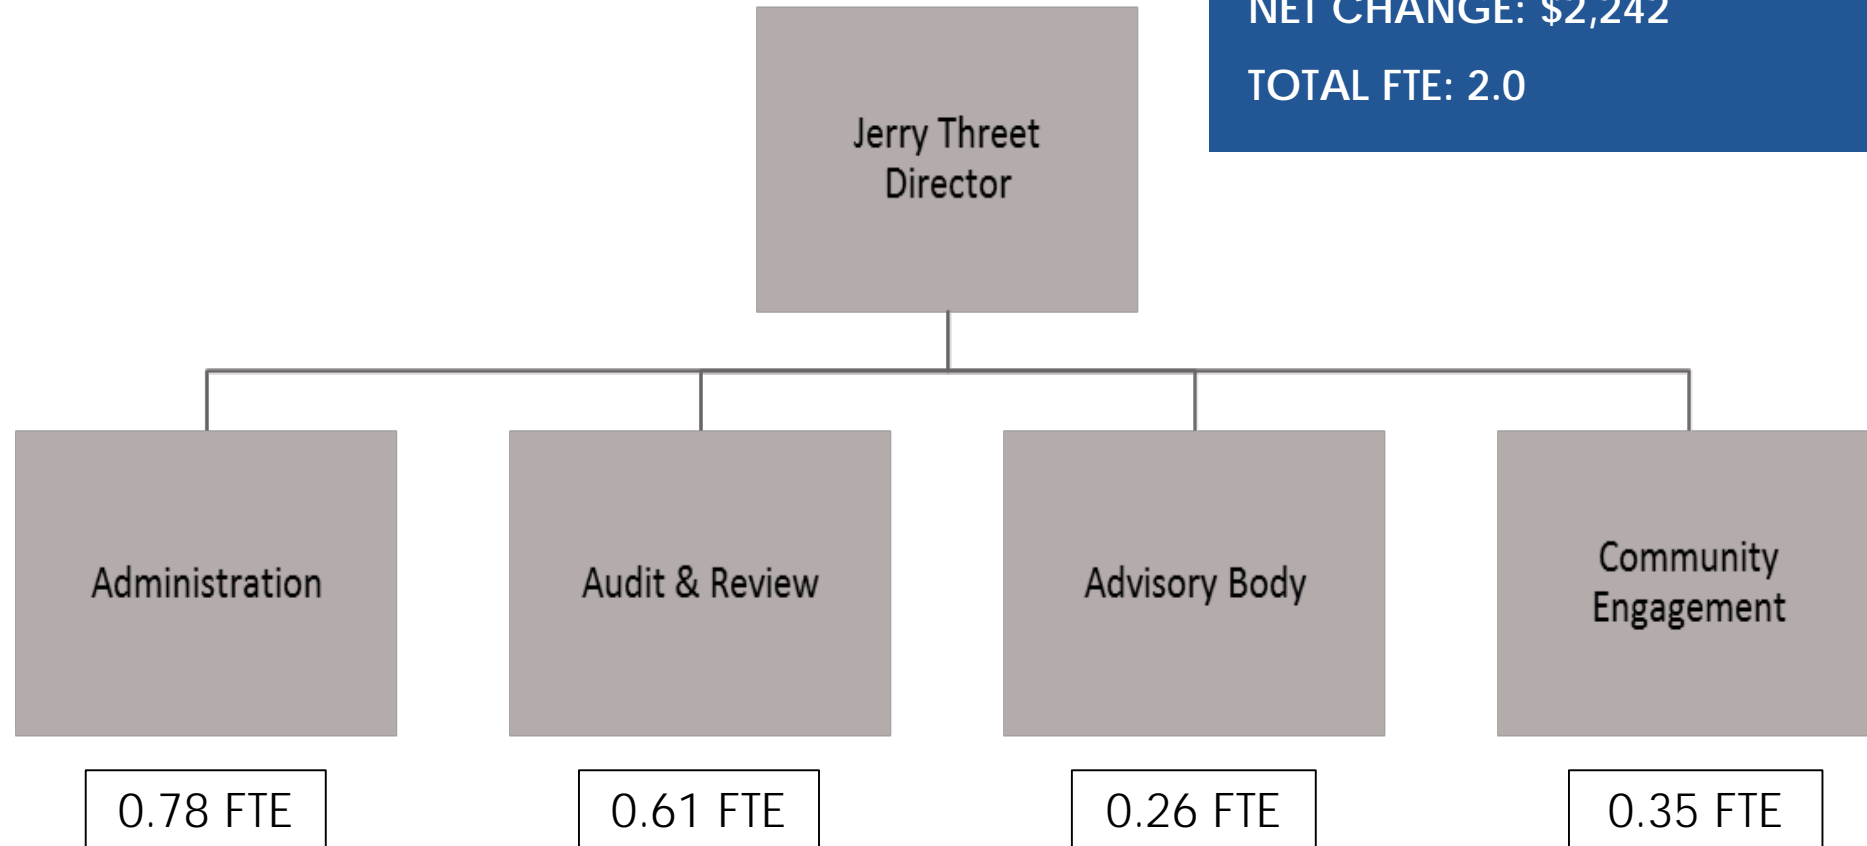 NET CHANGE: $2,242
TOTAL FTE: 2.0
Jerry Threet
Director
Administration
Audit & Review
Advisory Body
Community
Engagement
0.78 FTE
0.61 FTE
0.26 FTE
0.35 FTE